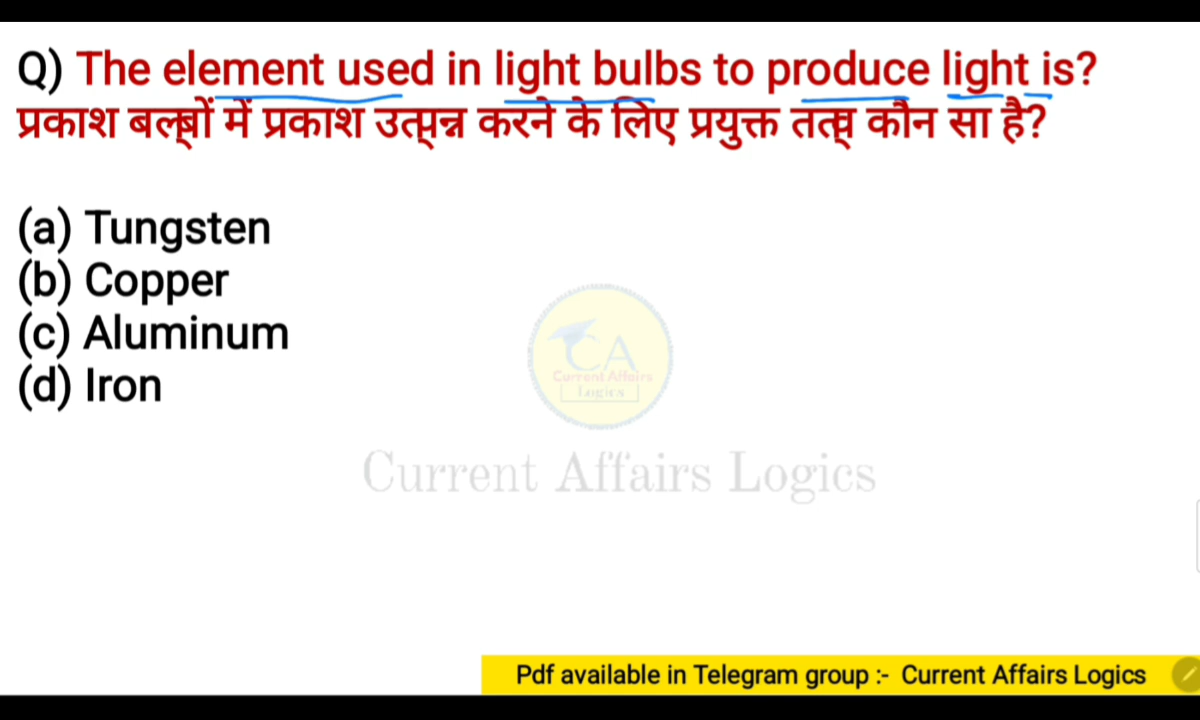 Q) The element used in light bulbs to produce light is?
प्रकाश बल्बों में प्रकाश उत्पन्न करने के लिए प्रयुक्त तत्व कौन सा है?
(a) Tungsten
(b) Copper
(c) Aluminum
(d) Iron
CA
Current Affairs
Logics
Current Affairs Logics
Pdf available in Telegram group :- Current Affairs Logics